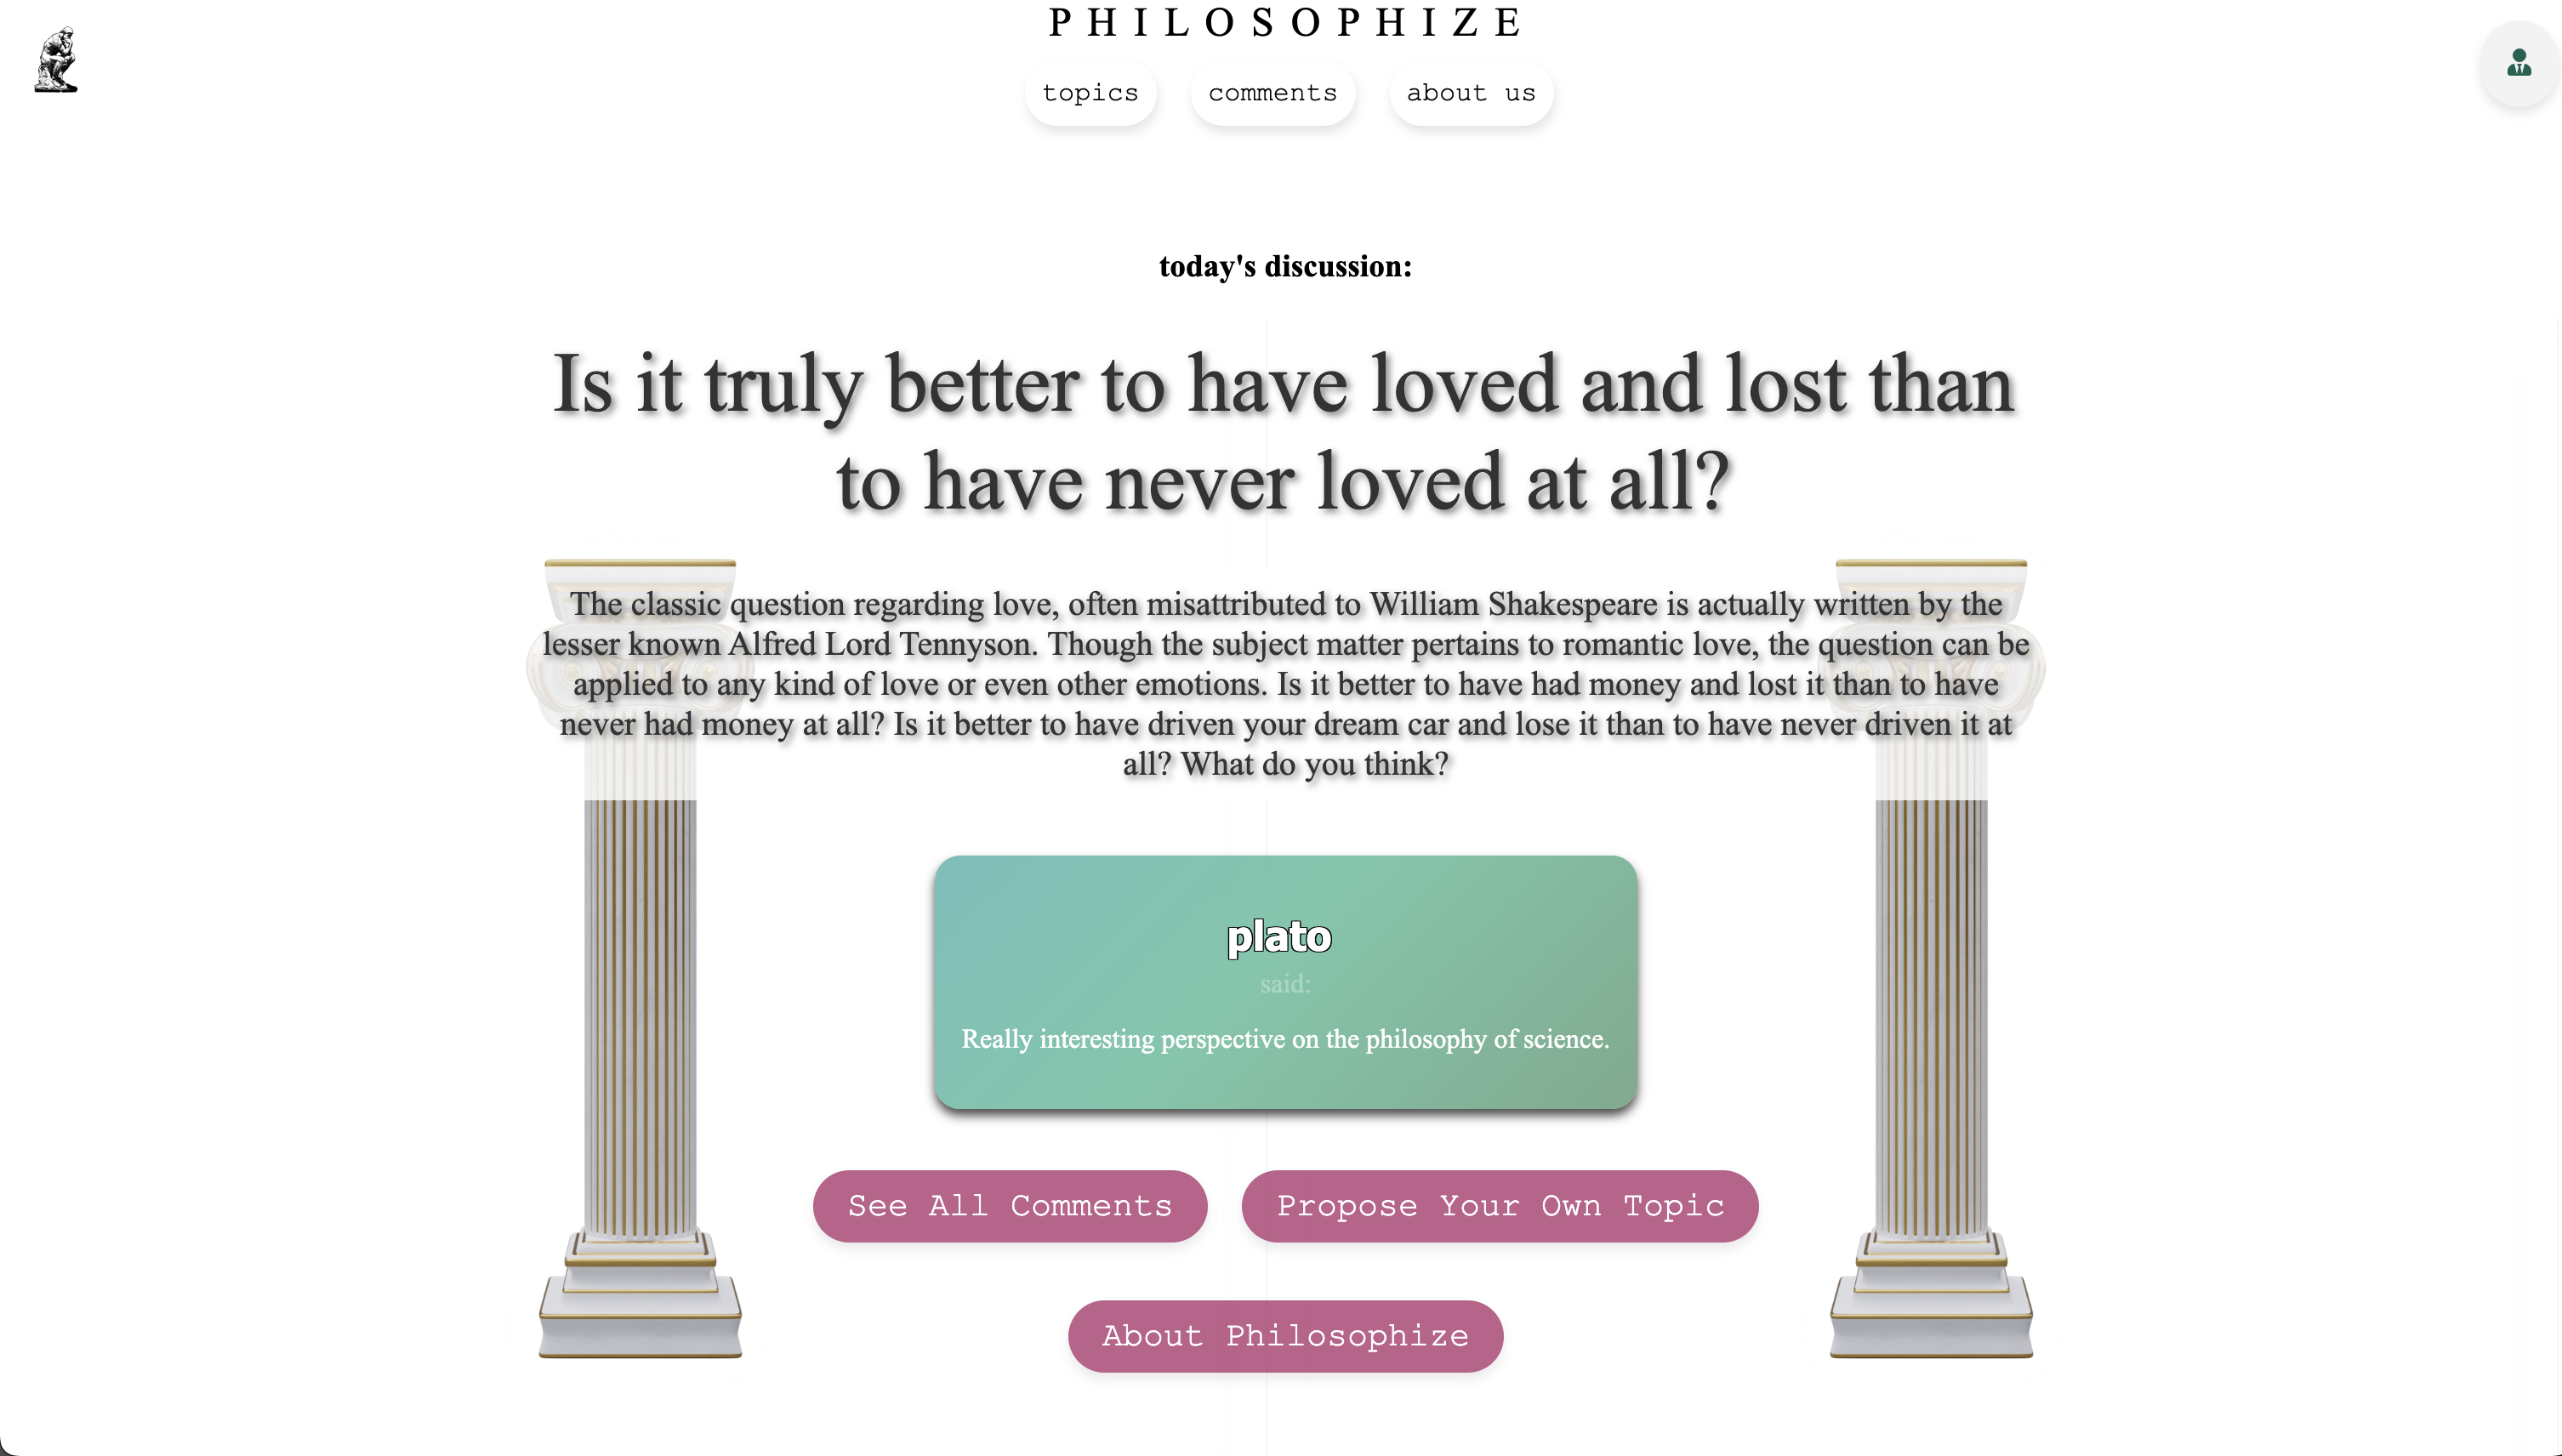 PHILOSOPHIZE
topics comments about us
today's discussion:
Is it truly better to have loved and lost than
to have never loved at all?
The classic question regarding love, often misattributed to William Shakespeare is actually written by the
lesser known Alfred Lord Tennyson. Though the subject matter pertains to romantic love, the question can be
applied to any kind of love or even other emotions. Is it better to have had money and lost it than to have
never had money at all? Is it better to have driven your dream car and lose it than to have never driven it at
all? What do you think?
plato
said:
Really interesting perspective on the philosophy of science.
See All Comments Propose Your Own Topic
About Philosophize